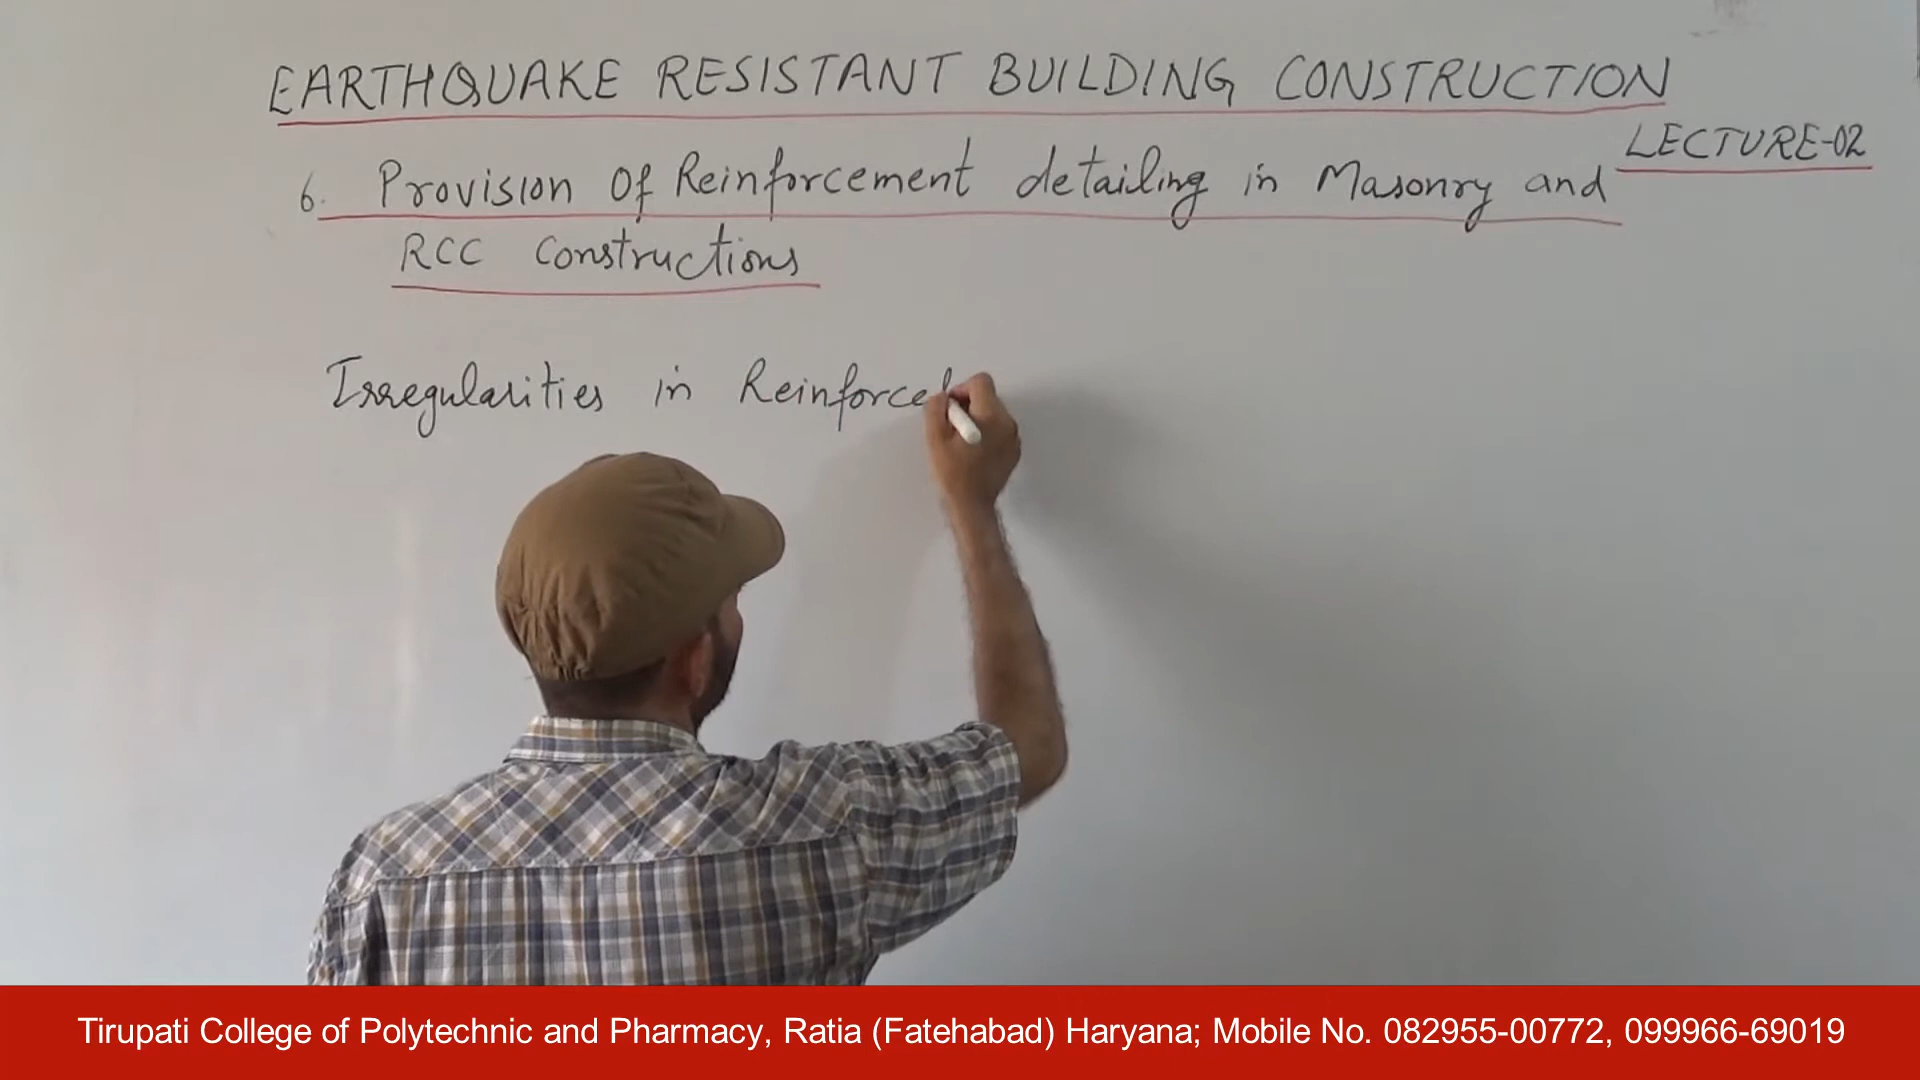 EARTHQUAKE RESISTANT BUILDING CONSTRUCTION
LECTURE-02
6. Provision Of Reinforcement detailing in Masonry and
RCC Constructions
Irregularities in Reinforce
Tirupati College of Polytechnic and Pharmacy, Ratia (Fatehabad) Haryana; Mobile No. 082955-00772, 099966-69019